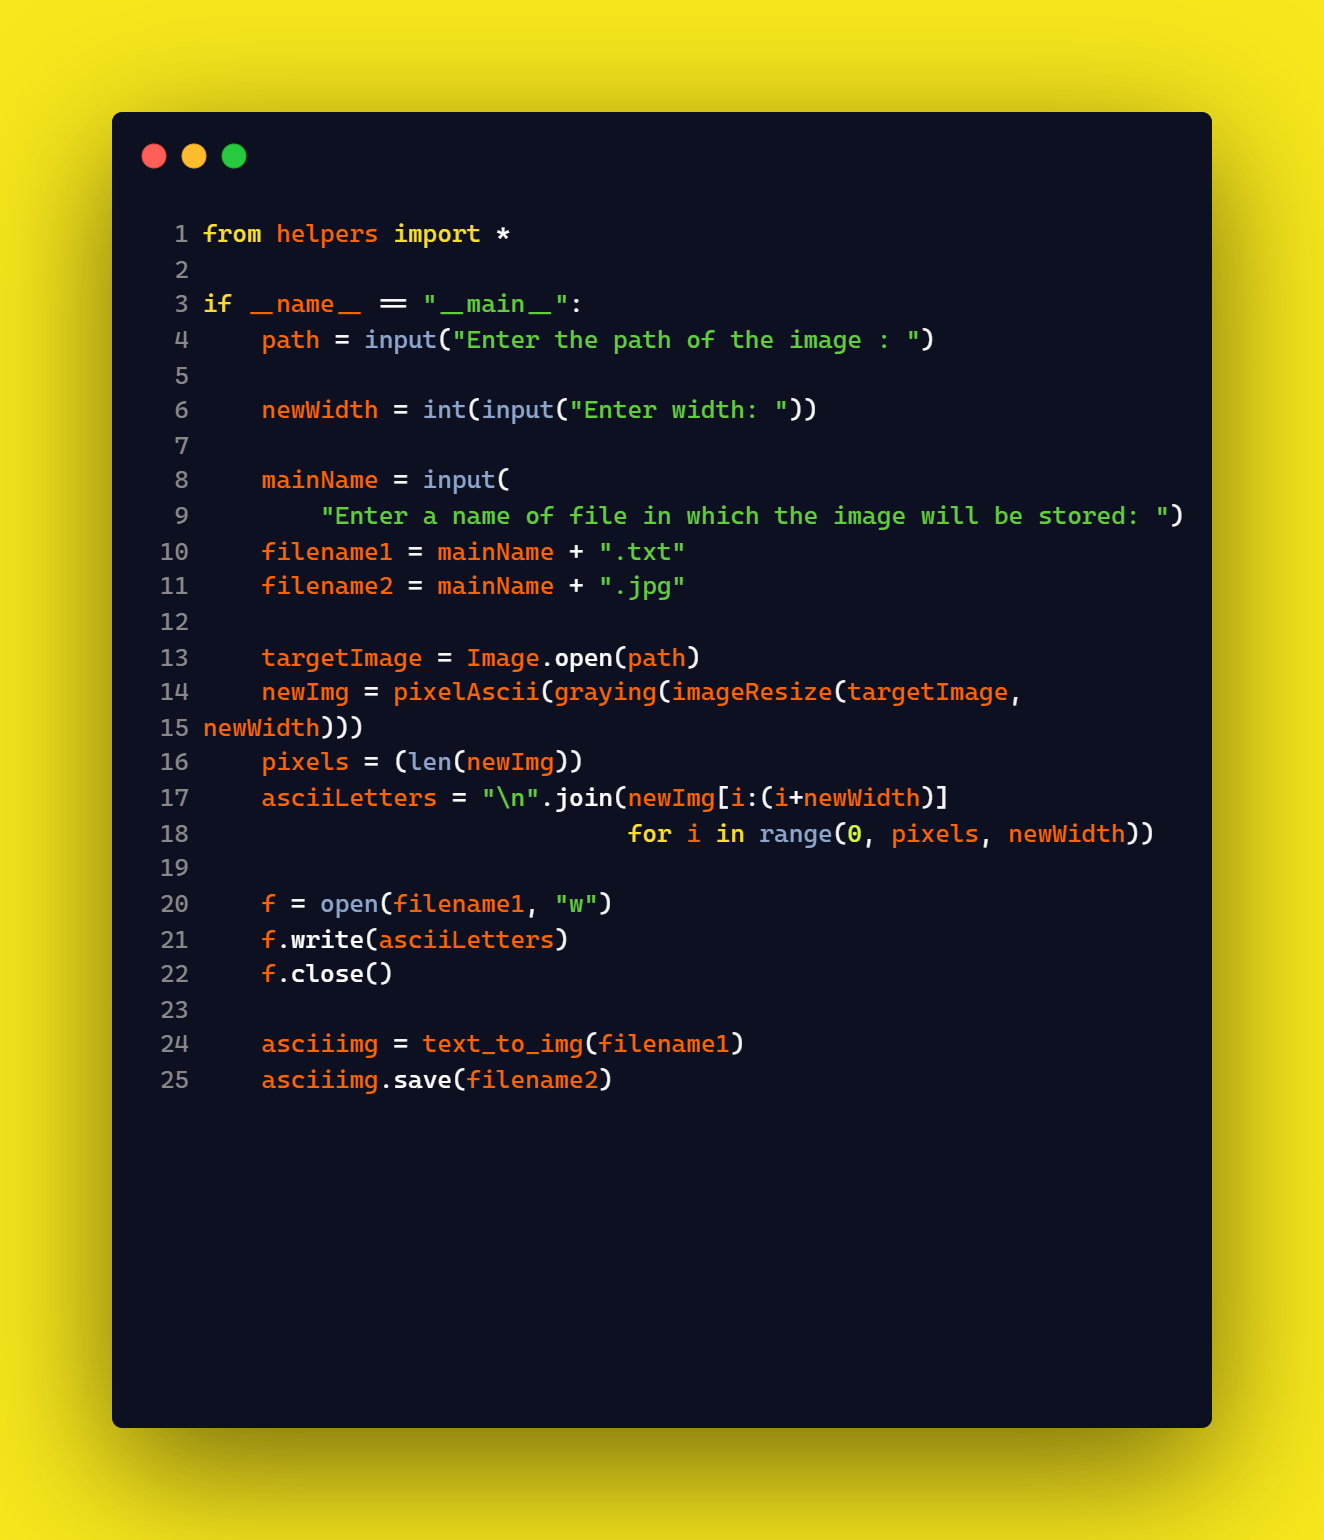 1 from helpers import *
2
3 if __name__ == "__main__":
4     path = input("Enter the path of the image : ")
5
6     newWidth = int(input("Enter width: "))
7
8     mainName = input(
9         "Enter a name of file in which the image will be stored: ")
10     filename1 = mainName + ".txt"
11     filename2 = mainName + ".jpg"
12
13     targetImage = Image.open(path)
14     newImg = pixelAscii(graying(imageResize(targetImage,
15 newWidth)))
16     pixels = (len(newImg))
17     asciiLetters = "\n".join(newImg[i:(i+newWidth)]
18                              for i in range(0, pixels, newWidth))
19
20     f = open(filename1, "w")
21     f.write(asciiLetters)
22     f.close()
23
24     asciiimg = text_to_img(filename1)
25     asciiimg.save(filename2)